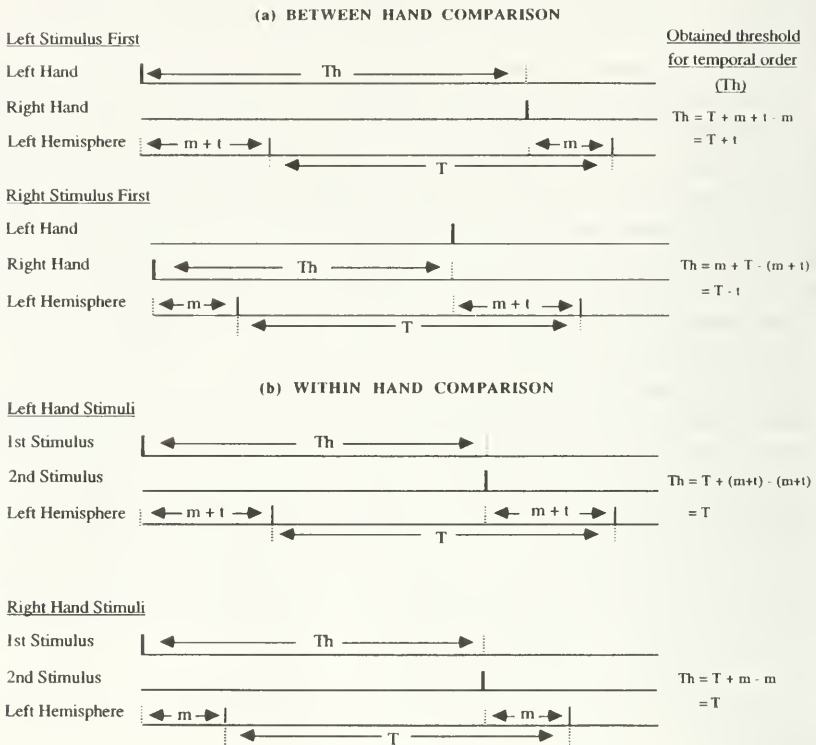 (a) BETWEEN HAND COMPARISON
Left Stimulus First
Obtained threshold
for temporal order
(Th)
Left Hand
Th
Right Hand
Th = T + m + t - m
= T + t
Left Hemisphere
m + t
m
T
Right Stimulus First
Left Hand
Right Hand
Th
Th = m + T - (m + t)
= T - t
Left Hemisphere
m
m + t
T
(b) WITHIN HAND COMPARISON
Left Hand Stimuli
1st Stimulus
Th
2nd Stimulus
Th = T + (m+t) - (m+t)
= T
Left Hemisphere
m + t
m + t
T
Right Hand Stimuli
1st Stimulus
Th
2nd Stimulus
Th = T + m - m
= T
Left Hemisphere
m
m
T